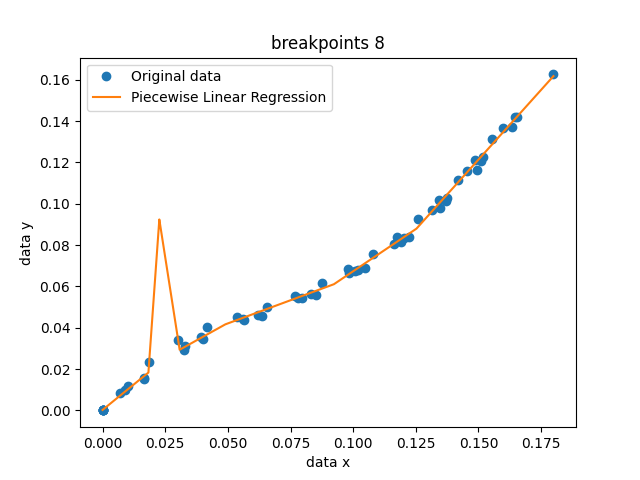 breakpoints 8
Original data
Piecewise Linear Regression
data y
0.16
0.14
0.12
0.10
0.08
0.06
0.04
0.02
0.00
0.000 0.025 0.050 0.075 0.100 0.125 0.150 0.175
data x